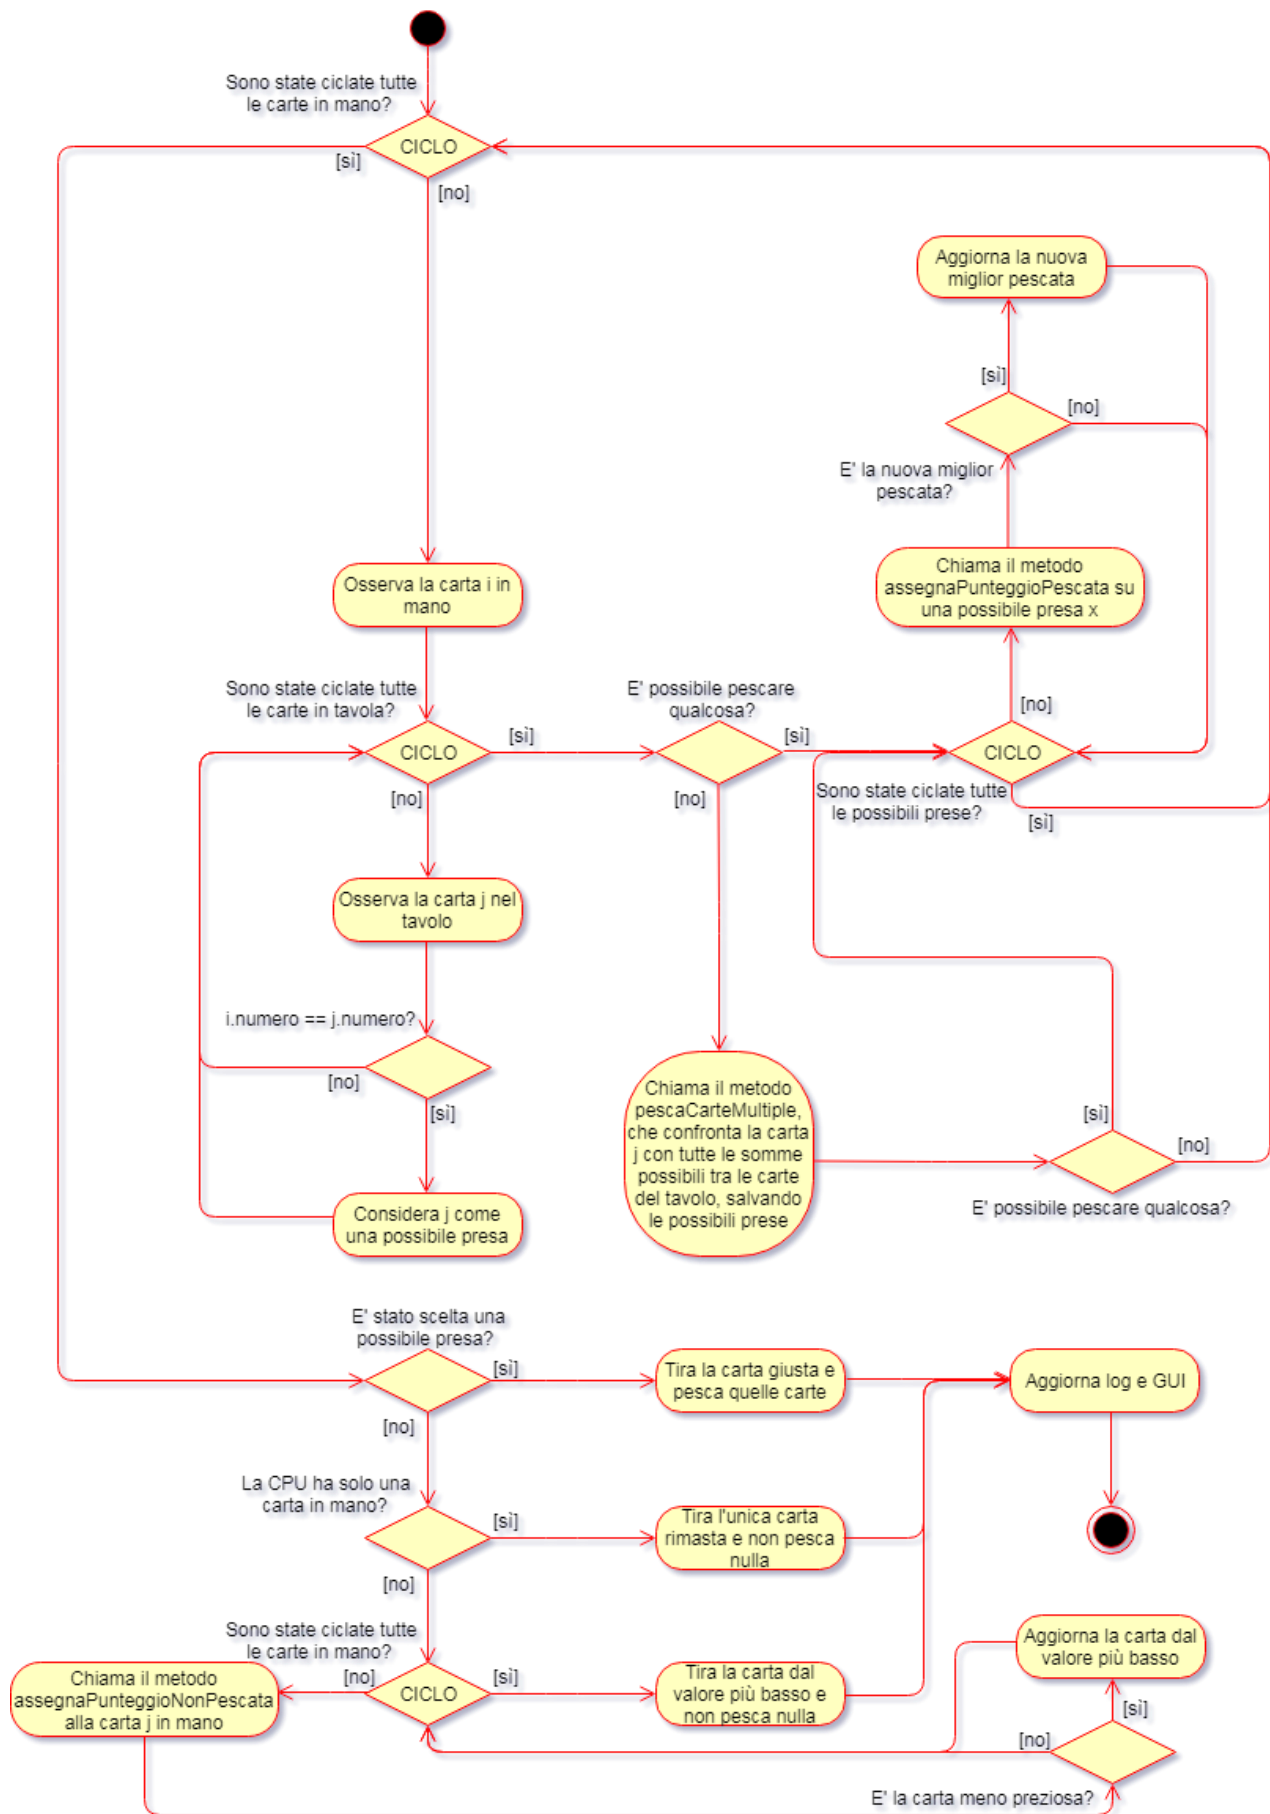 Sono state ciclate tutte
le carte in mano?
CICLO
[sì]
[no]
Aggiorna la nuova
miglior pescata
[sì]
[no]
E' la nuova miglior
pescata?
Chiama il metodo
assegnaPunteggioPescata su
una possibile presa x
Osserva la carta i in
mano
Sono state ciclate tutte
le carte in tavola?
CICLO
[sì]
[no]
E' possibile pescare
qualcosa?
[sì]
[no]
[no]
CICLO
Sono state ciclate tutte
le possibili prese?
[sì]
Osserva la carta j nel
tavolo
i.numero == j.numero?
[no]
[sì]
Considera j come
una possibile presa
Chiama il metodo
pescaCarteMultiple,
che confronta la carta
j con tutte le somme
possibili tra le carte
del tavolo, salvando
le possibili prese
[sì]
[no]
E' possibile pescare qualcosa?
E' stato scelta una
possibile presa?
[sì]
[no]
Tira la carta giusta e
pesca quelle carte
Aggiorna log e GUI
La CPU ha solo una
carta in mano?
[sì]
[no]
Tira l'unica carta
rimasta e non pesca
nulla
Sono state ciclate tutte
le carte in mano?
[no]
CICLO
[sì]
Chiama il metodo
assegnaPunteggioNonPescata
alla carta j in mano
Tira la carta dal
valore più basso e
non pesca nulla
Aggiorna la carta dal
valore più basso
[sì]
[no]
E' la carta meno preziosa?